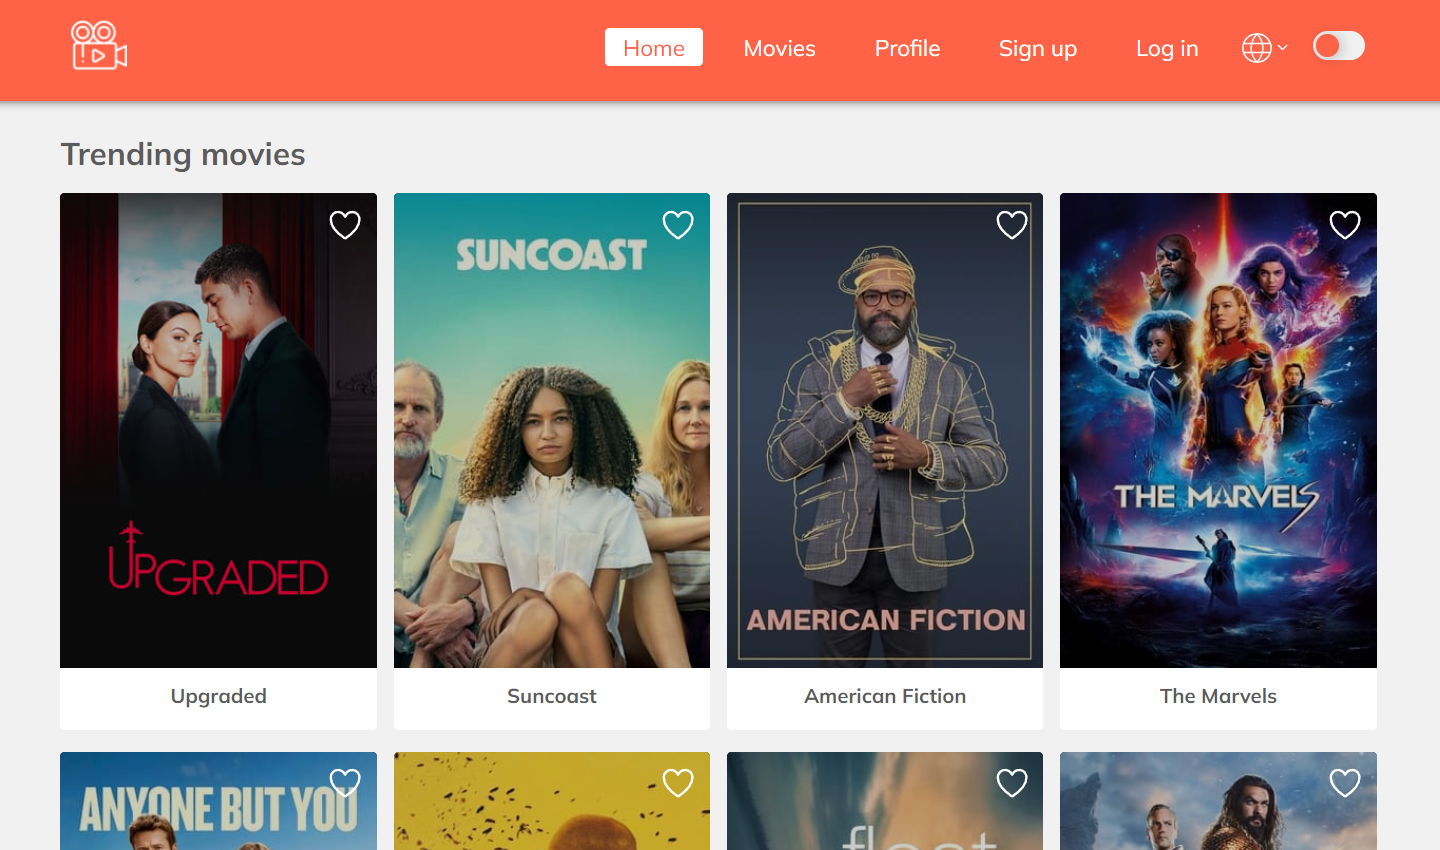 Home Movies Profile Sign up Log in
Trending movies
UPGRADED
SUNCOAST
AMERICAN FICTION
THE MARVELS
Upgraded
Suncoast
American Fiction
The Marvels
ANYONE BUT YOU
float